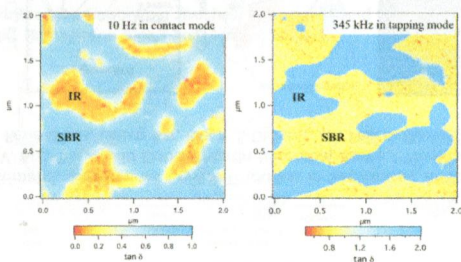 10 Hz in contact mode
2.0
1.5
1.0
0.5
0.0
μm
IR
SBR
0.0 0.5 1.0 1.5 2.0
μm
0.0 0.2 0.4 0.6 0.8 1.0
tan δ
345 kHz in tapping mode
2.0
1.5
1.0
0.5
0.0
μm
IR
SBR
0.0 0.5 1.0 1.5 2.0
μm
0.8 1.2 1.6 2.0
tan δ